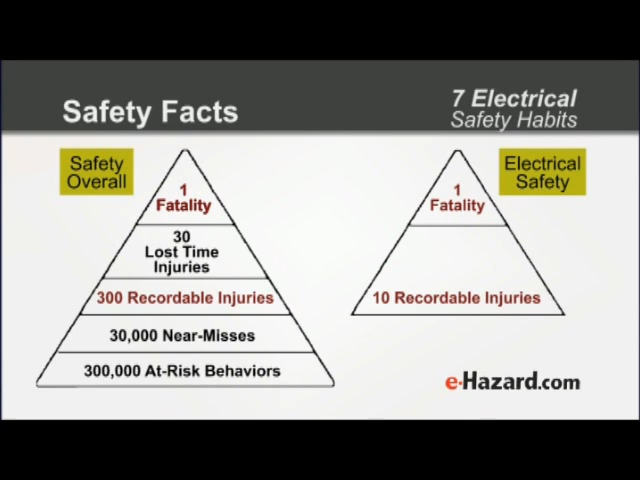 Safety Facts
7 Electrical
Safety Habits
Safety
Overall
1
Fatality
30
Lost Time
Injuries
300 Recordable Injuries
30,000 Near-Misses
300,000 At-Risk Behaviors
Electrical
Safety
1
Fatality
10 Recordable Injuries
e-Hazard.com